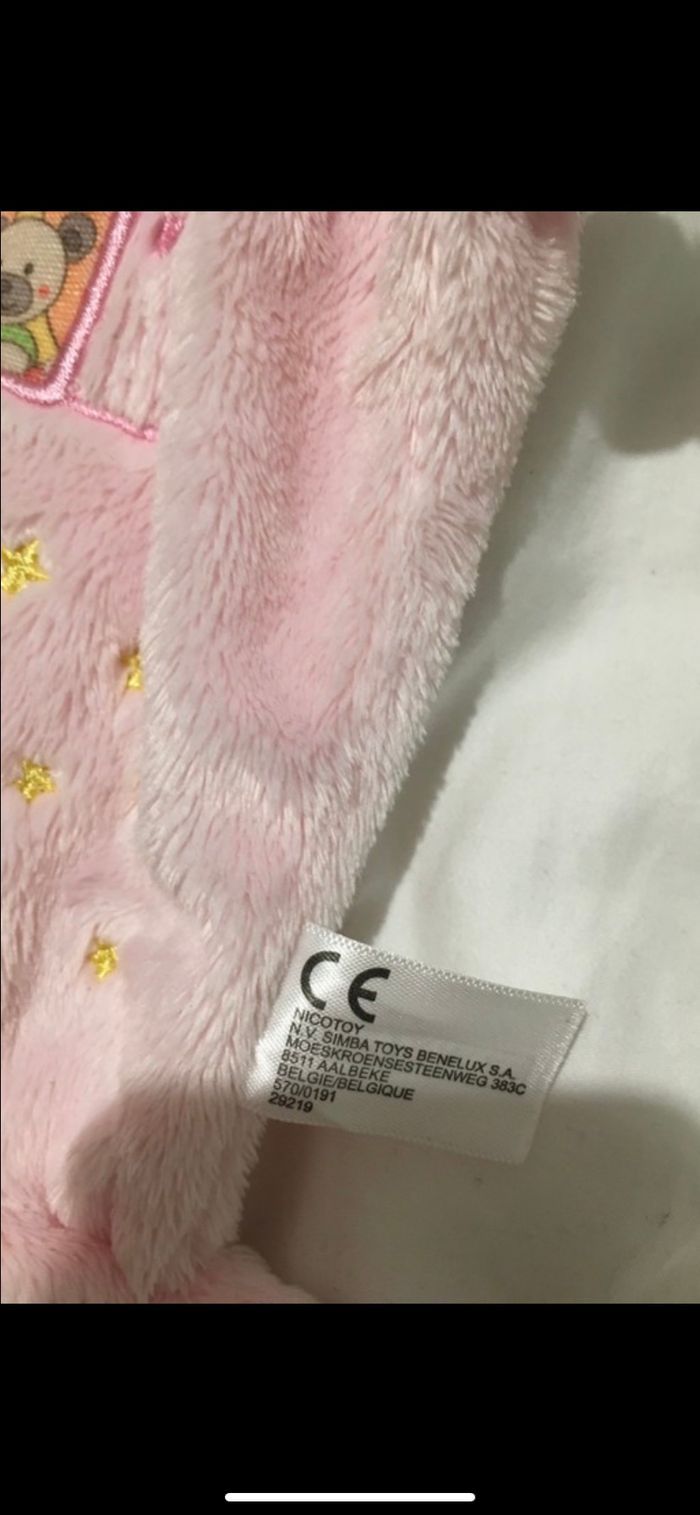 CE
NICOTOY
N.V. SIMBA TOYS BENELUX S.A.
MOESKROENSESTEENWEG 383C
8511 AALBEKE
BELGIE/BELGIQUE
570/0191
29219